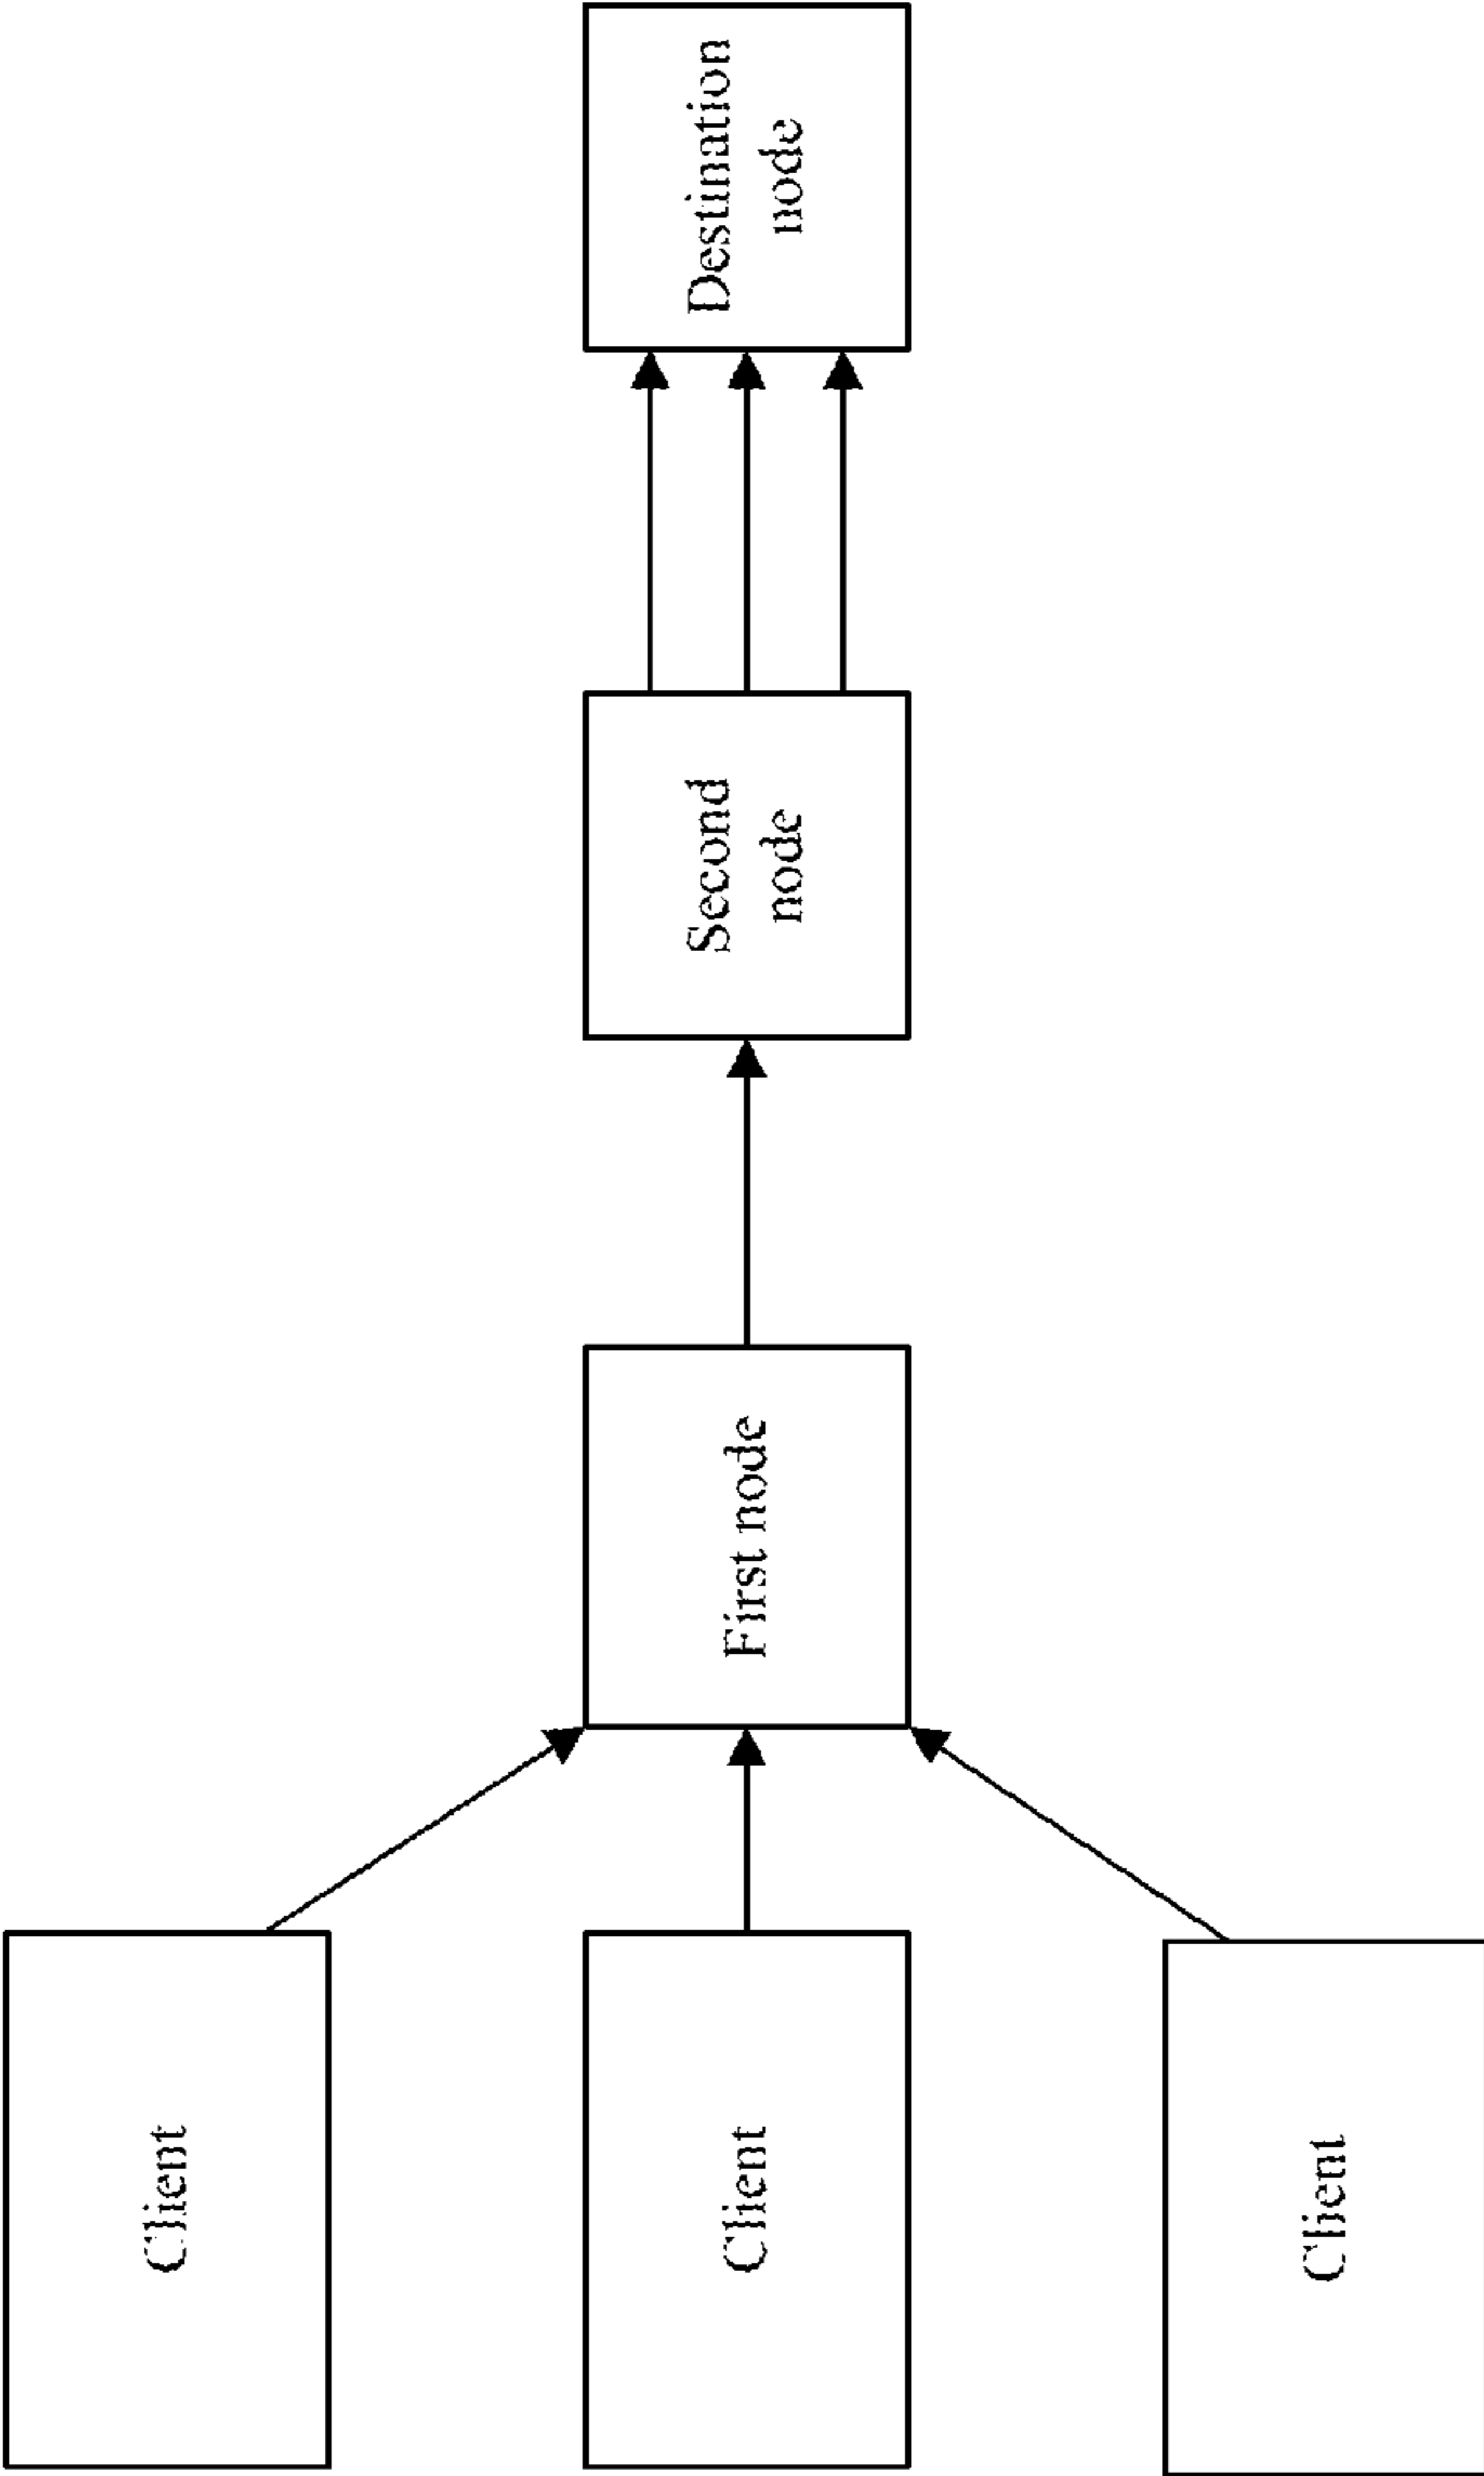 Client
Client
Client
First node
Second
node
Destination
node